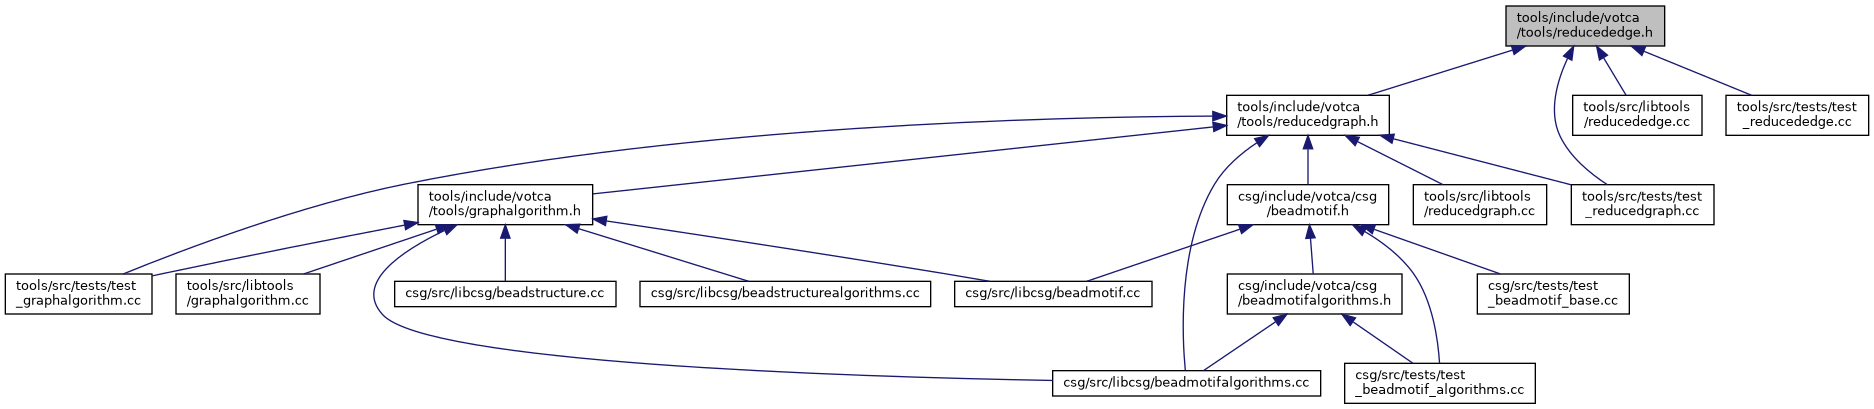 tools/include/votca
/tools/reducededge.h
tools/include/votca
/tools/reducedgraph.h
tools/src/libtools
/reducededge.cc
tools/src/tests/test
_reducededge.cc
tools/include/votca
/tools/graphalgorithm.h
csg/include/votca/csg
/beadmotif.h
tools/src/libtools
/reducedgraph.cc
tools/src/tests/test
_reducedgraph.cc
tools/src/tests/test
_graphalgorithm.cc
tools/src/libtools
/graphalgorithm.cc
csg/src/libcsg/beadstructure.cc
csg/src/libcsg/beadstructurealgorithms.cc
csg/src/libcsg/beadmotif.cc
csg/include/votca/csg
/beadmotifalgorithms.h
csg/src/tests/test
_beadmotif_base.cc
csg/src/libcsg/beadmotifalgorithms.cc
csg/src/tests/test
_beadmotif_algorithms.cc